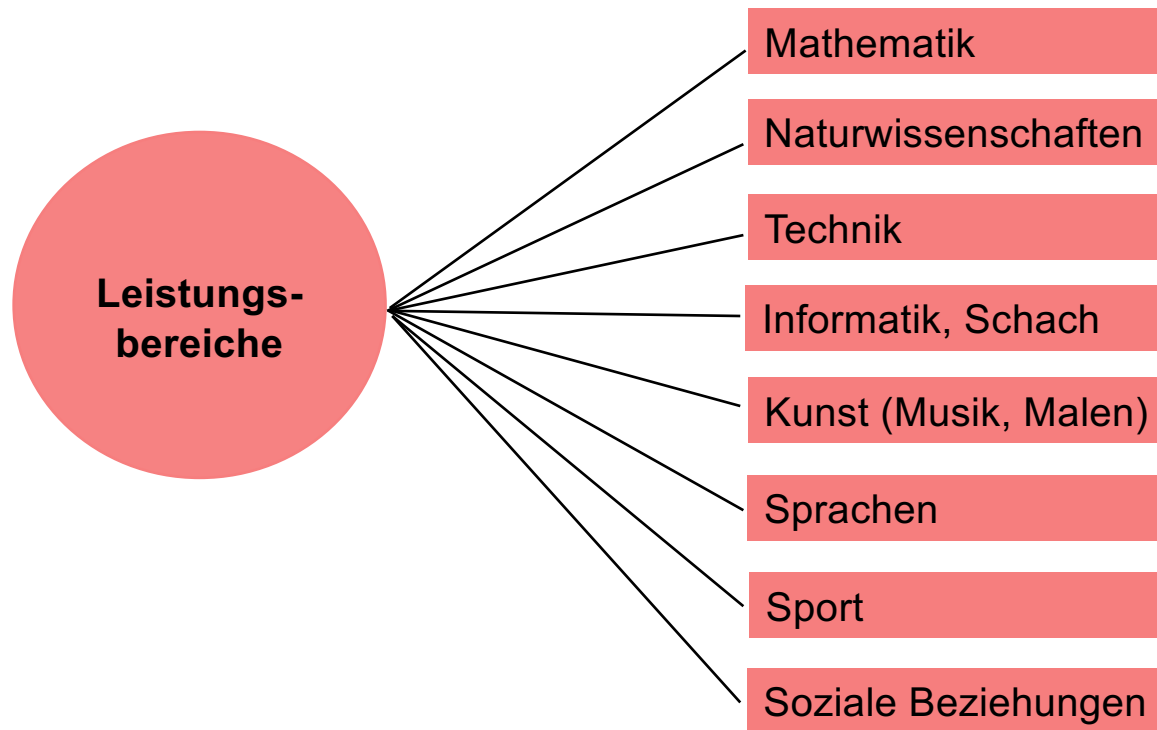 Leistungs-
bereiche
Mathematik
Naturwissenschaften
Technik
Informatik, Schach
Kunst (Musik, Malen)
Sprachen
Sport
Soziale Beziehungen